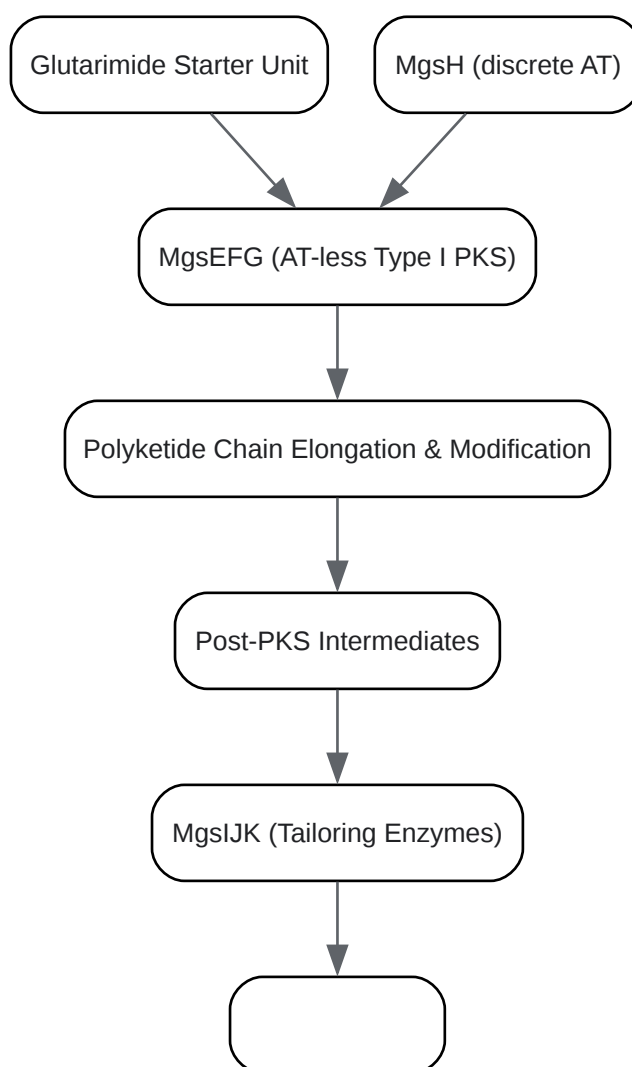 Glutarimide Starter Unit
MgsH (discrete AT)
MgsEFG (AT-less Type I PKS)
Polyketide Chain Elongation & Modification
Post-PKS Intermediates
MgsIJK (Tailoring Enzymes)